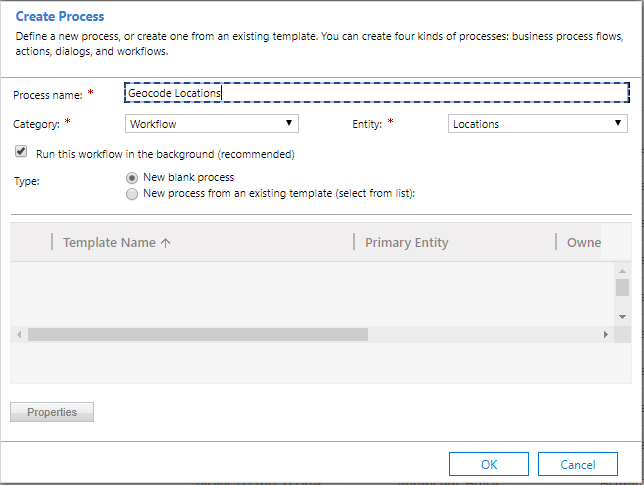 Create Process
Define a new process, or create one from an existing template. You can create four kinds of processes: business process flows,
actions, dialogs, and workflows.
Process name: * Geocode Locations
Category: * Workflow Entity: * Locations
Run this workflow in the background (recommended)
Type: New blank process
New process from an existing template (select from list):
Template Name ↑ Primary Entity Owne
Properties
OK Cancel